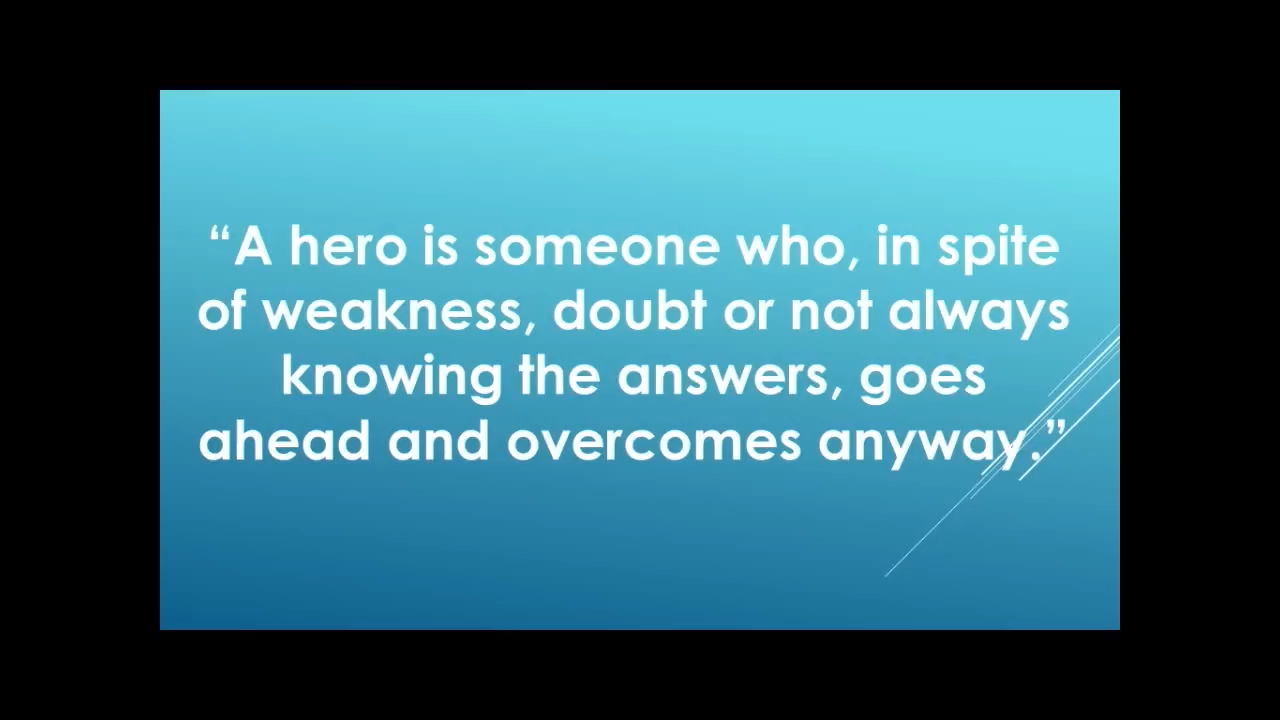 “A hero is someone who, in spite
of weakness, doubt or not always
knowing the answers, goes
ahead and overcomes anyway.”